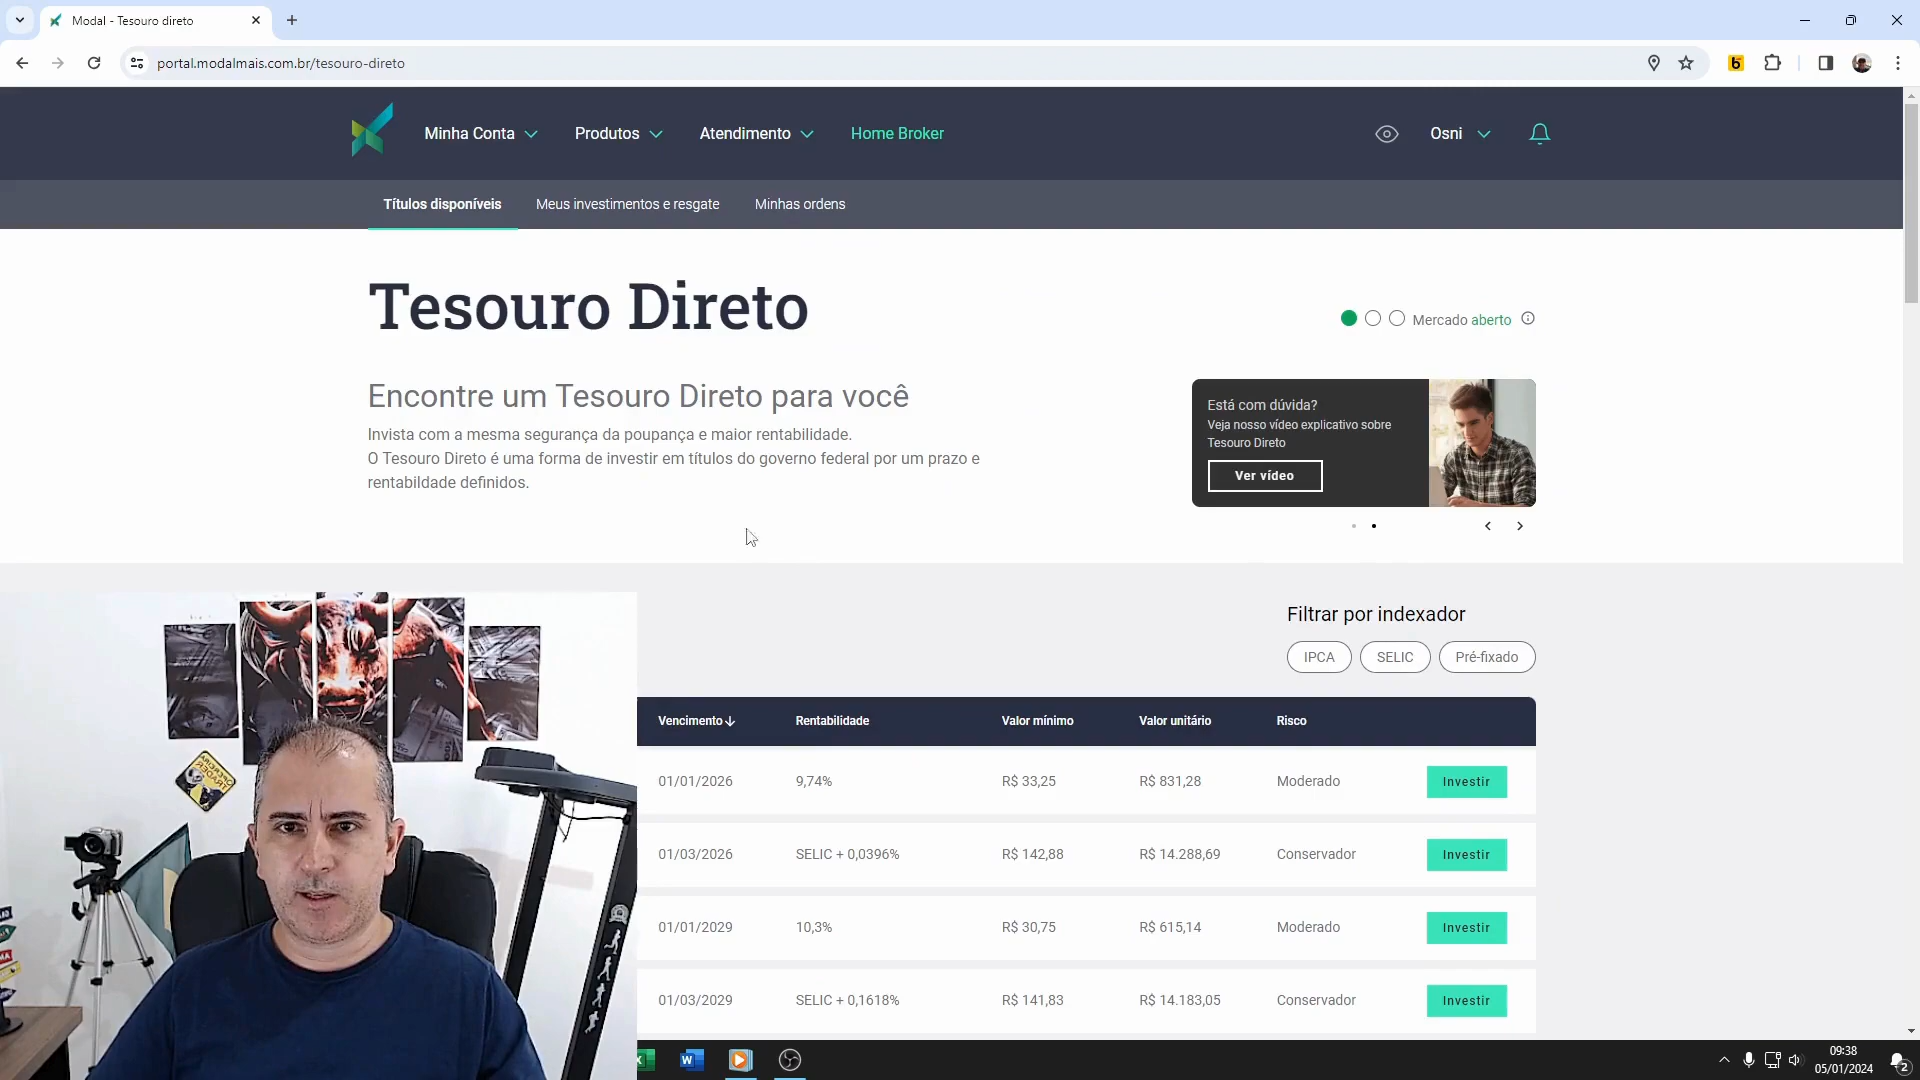 Modal - Tesouro direto
portal.modalmais.com.br/tesouro-direto
Minha Conta
Produtos
Atendimento
Home Broker
Osni
Títulos disponíveis
Meus investimentos e resgate
Minhas ordens
Tesouro Direto
Mercado aberto
Encontre um Tesouro Direto para você
Invista com a mesma segurança da poupança e maior rentabilidade.
O Tesouro Direto é uma forma de investir em títulos do governo federal por um prazo e
rentabildade definidos.
Está com dúvida?
Veja nosso vídeo explicativo sobre
Tesouro Direto
Ver vídeo
Filtrar por indexador
IPCA
SELIC
Pré-fixado
Vencimento
Rentabilidade
Valor mínimo
Valor unitário
Risco
01/01/2026
9,74%
R$ 33,25
R$ 831,28
Moderado
Investir
01/03/2026
SELIC + 0,0396%
R$ 142,88
R$ 14.288,69
Conservador
Investir
01/01/2029
10,3%
R$ 30,75
R$ 615,14
Moderado
Investir
01/03/2029
SELIC + 0,1618%
R$ 141,83
R$ 14.183,05
Conservador
Investir
09:38
05/01/2024
2